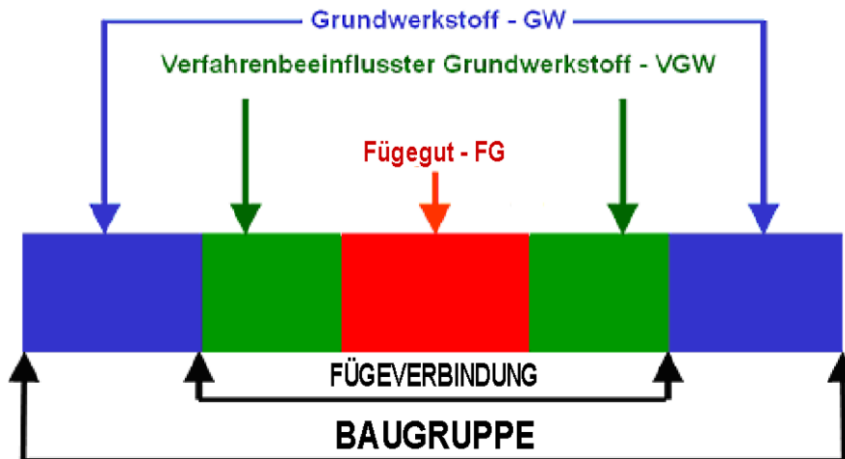 Grundwerkstoff - GW
Verfahrenbeeinflusster Grundwerkstoff - VGW
Fügegut - FG
FÜGEVERBINDUNG
BAUGRUPPE